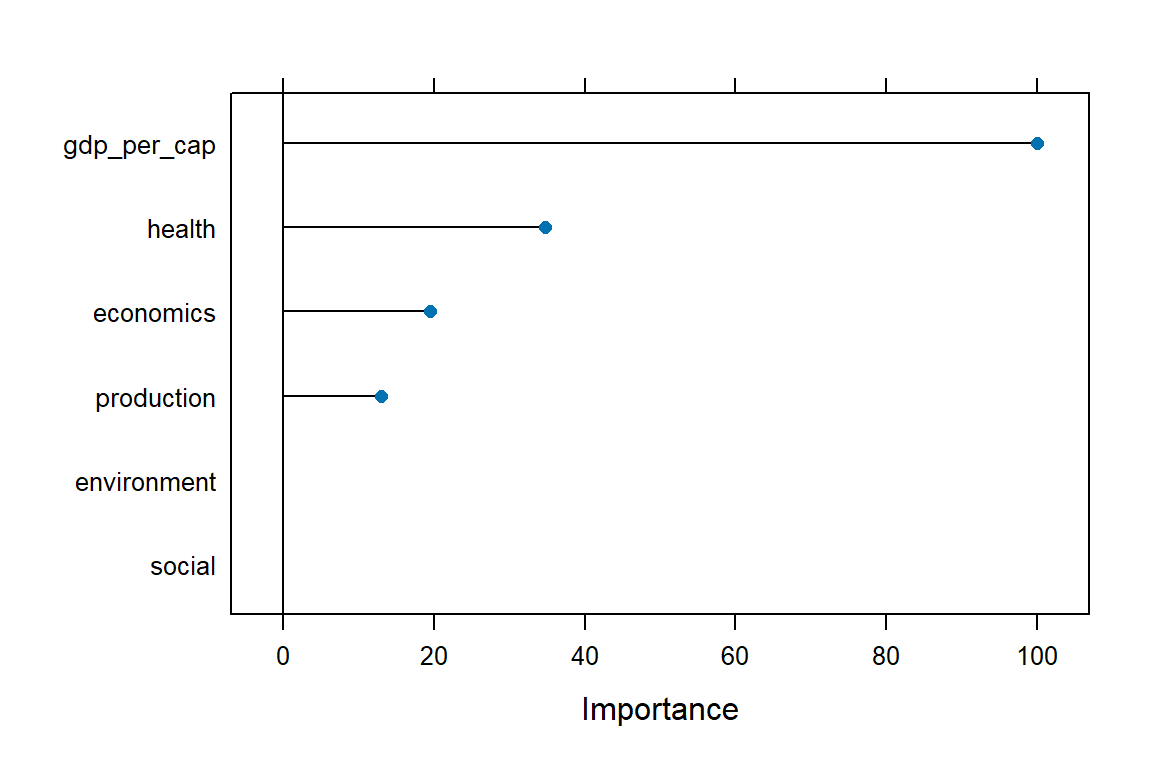 gdp_per_cap
health
economics
production
environment
social
0 20 40 60 80 100
Importance